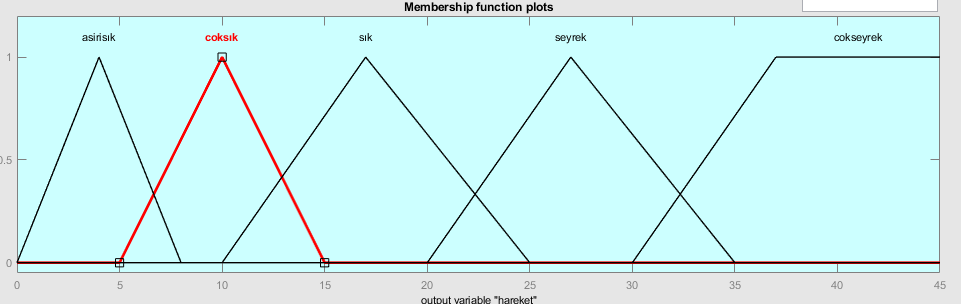 Membership function plots
asirisık coksık sık seyrek cokseyrek
1
0.5
0
0 5 10 15 20 25 30 35 40 45
output variable "hareket"